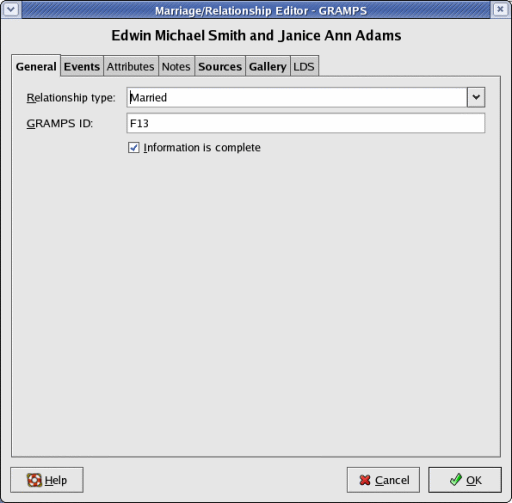 Marriage/Relationship Editor - GRAMPS
Edwin Michael Smith and Janice Ann Adams
General Events Attributes Notes Sources Gallery LDS
Relationship type: Married
GRAMPS ID: F13
Information is complete
Help Cancel OK